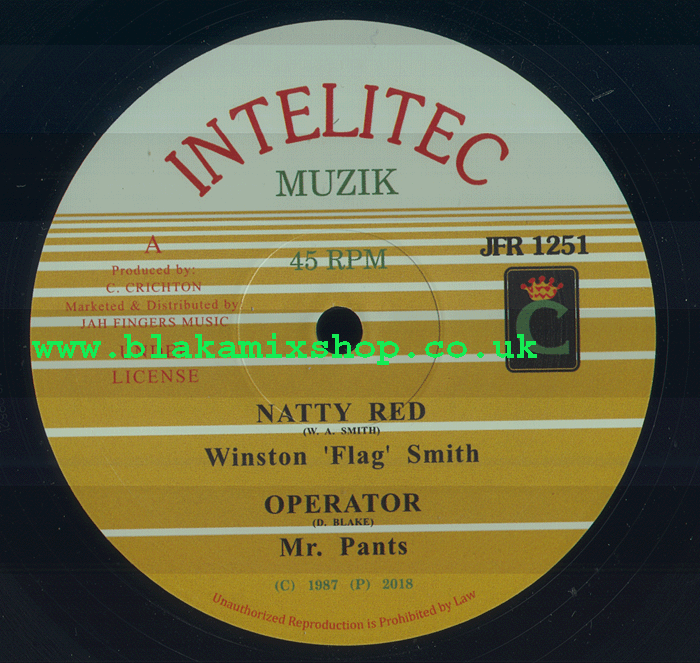 INTELITEC
MUZIK
45 RPM
JFR 1251
A
Produced by:
C. CRICHTON
Marketed & Distributed by
JAH FINGERS MUSIC
UNDER
LICENSE
C
www.blakamixshop.co.uk
NATTY RED
(W. A. SMITH)
Winston 'Flag' Smith
OPERATOR
(D. BLAKE)
Mr. Pants
(C) 1987 (P) 2018
Unauthorized Reproduction is Prohibited by Law